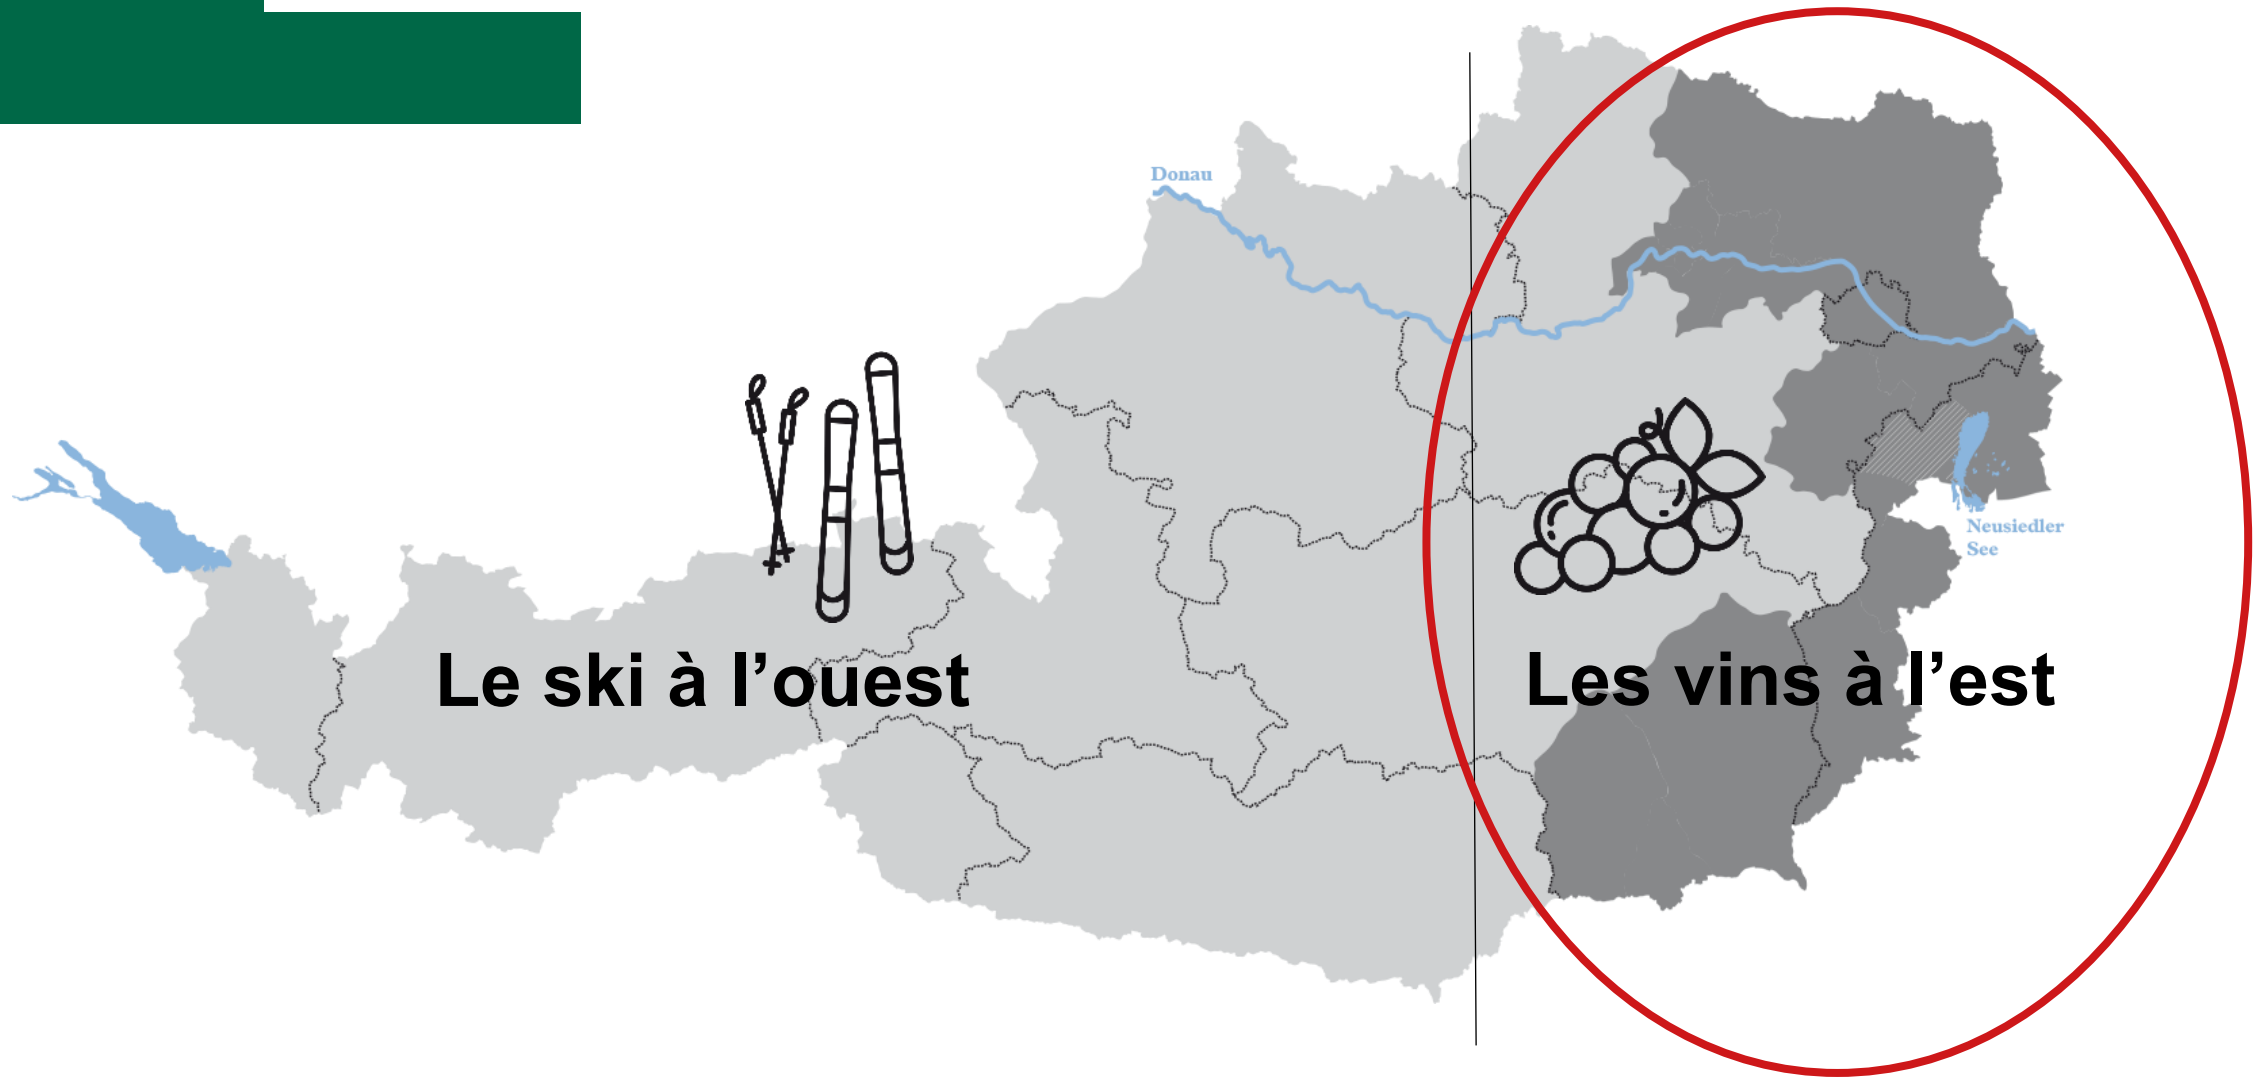 Donau
Neusiedler
See
Le ski à l’ouest
Les vins à l’est